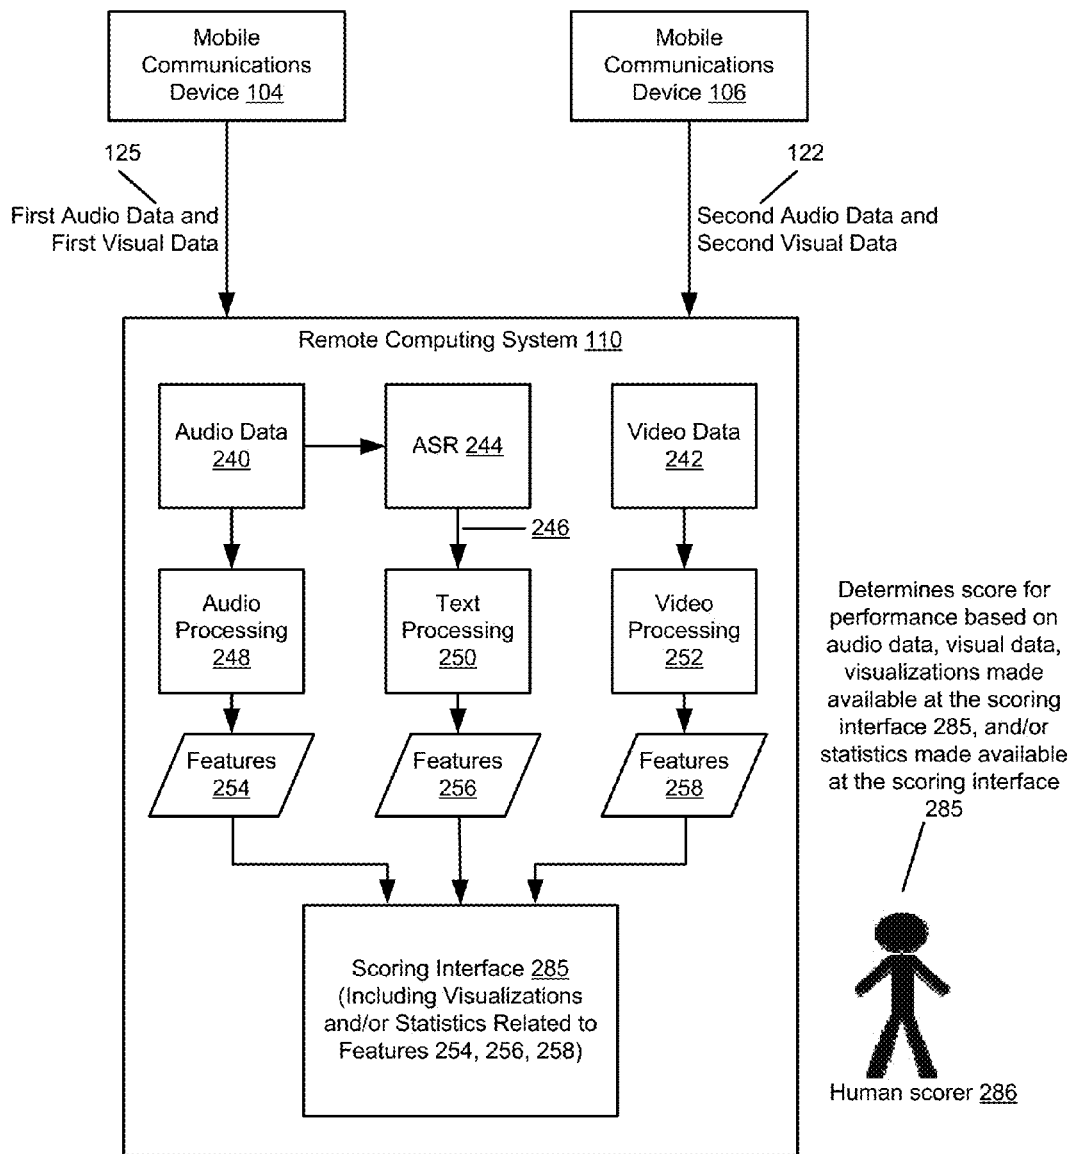 Mobile
Communications
Device 104
Mobile
Communications
Device 106
125
First Audio Data and
First Visual Data
122
Second Audio Data and
Second Visual Data
Remote Computing System 110
Audio Data
240
ASR 244
Video Data
242
246
Audio
Processing
248
Text
Processing
250
Video
Processing
252
Features
254
Features
256
Features
258
Scoring Interface 285
(Including Visualizations
and/or Statistics Related to
Features 254, 256, 258)
Determines score for
performance based on
audio data, visual data,
visualizations made
available at the scoring
interface 285, and/or
statistics made available
at the scoring interface
285
Human scorer 286